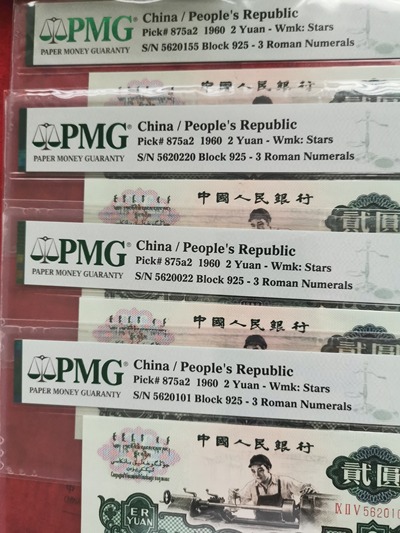 PMG
PAPER MONEY GUARANTY
China / People's Republic
Pick# 875a2 1960 2 Yuan - Wmk: Stars
S/N 5620155 Block 925 - 3 Roman Numerals
PMG
PAPER MONEY GUARANTY
China / People's Republic
Pick# 875a2 1960 2 Yuan - Wmk: Stars
S/N 5620220 Block 925 - 3 Roman Numerals
中國人民銀行
貳圓
PMG
PAPER MONEY GUARANTY
China / People's Republic
Pick# 875a2 1960 2 Yuan - Wmk: Stars
S/N 5620022 Block 925 - 3 Roman Numerals
中國人民銀行
貳圓
PMG
PAPER MONEY GUARANTY
China / People's Republic
Pick# 875a2 1960 2 Yuan - Wmk: Stars
S/N 5620101 Block 925 - 3 Roman Numerals
中國人民銀行
貳圓
ER
YUAN